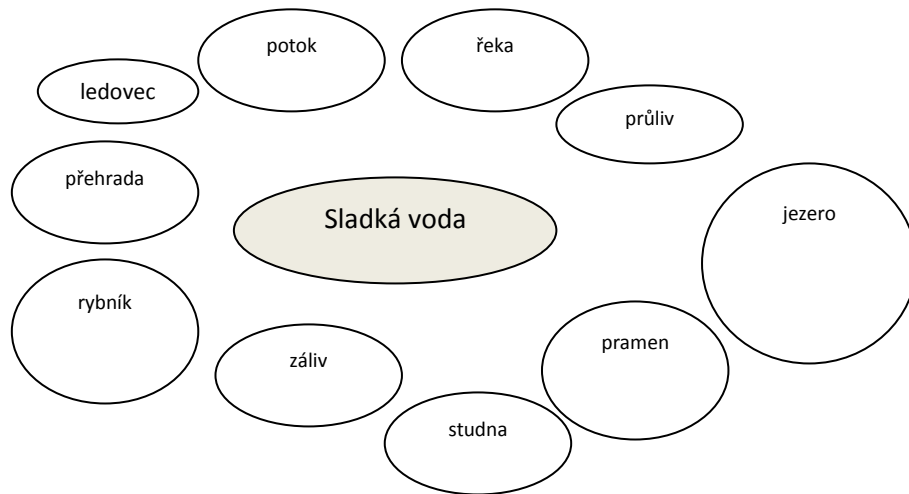 potok
řeka
ledovec
průliv
přehrada
Sladká voda
jezero
rybník
pramen
záliv
studna